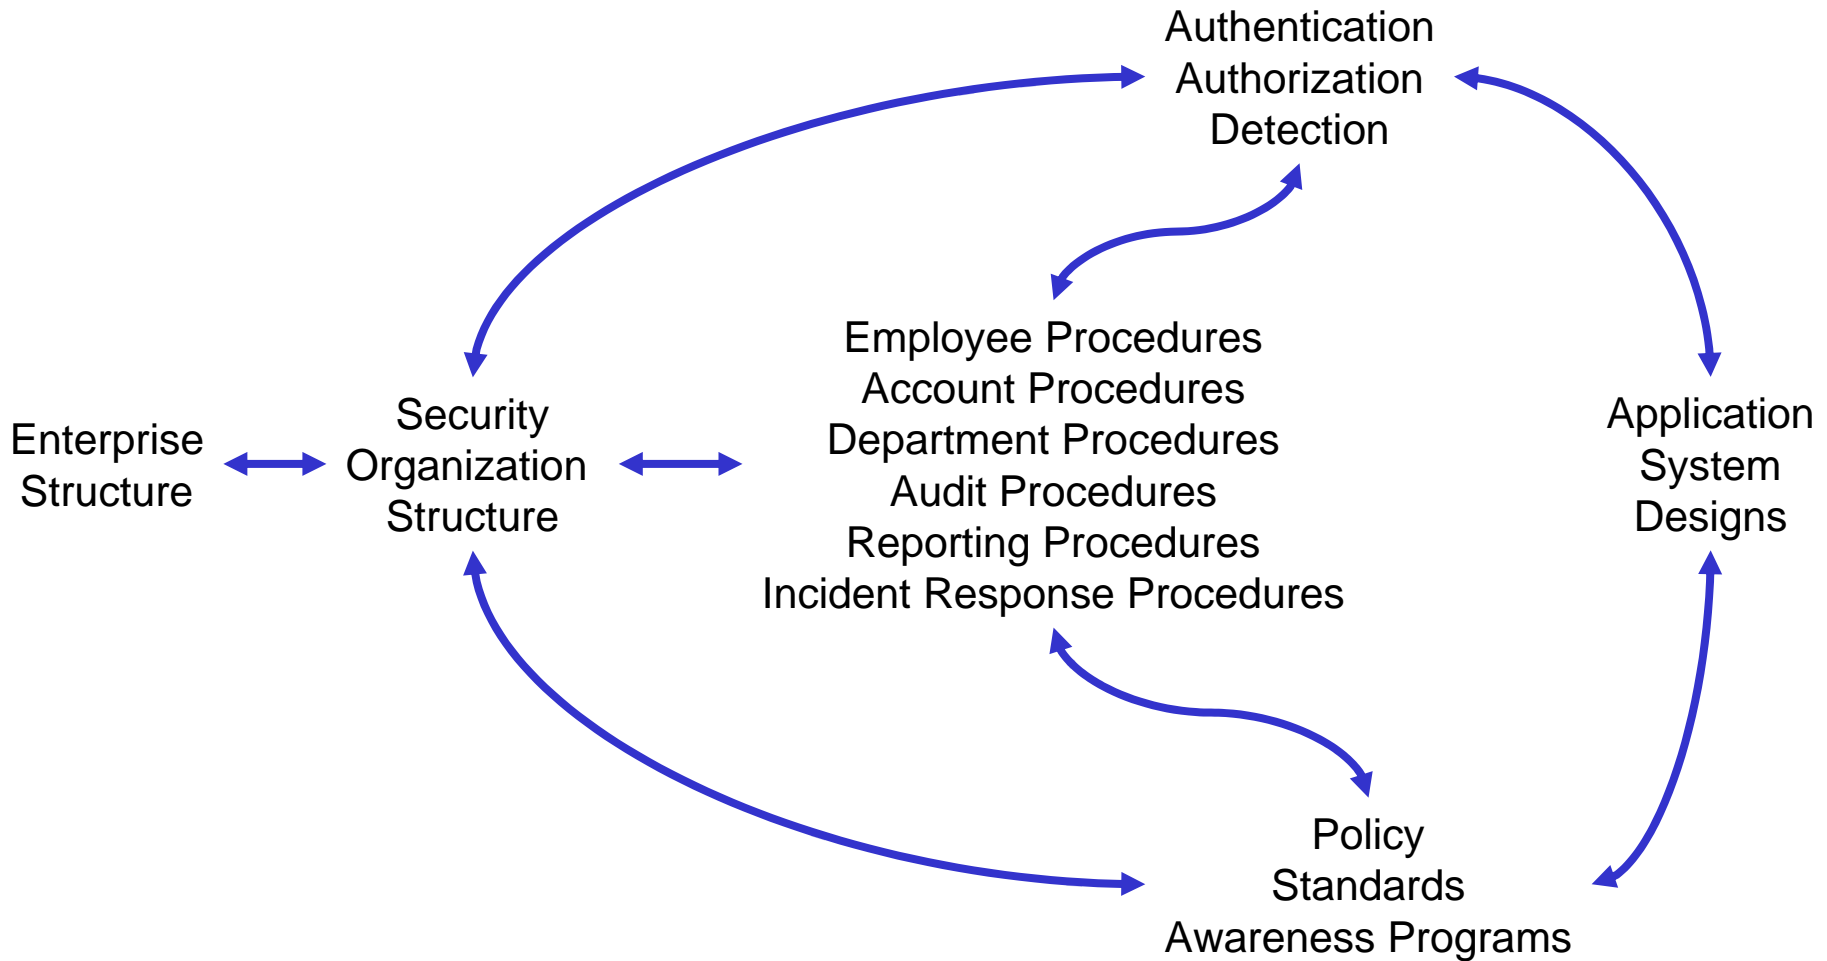 Authentication
Authorization
Detection
Employee Procedures
Account Procedures
Department Procedures
Audit Procedures
Reporting Procedures
Incident Response Procedures
Enterprise
Structure
Security
Organization
Structure
Application
System
Designs
Policy
Standards
Awareness Programs